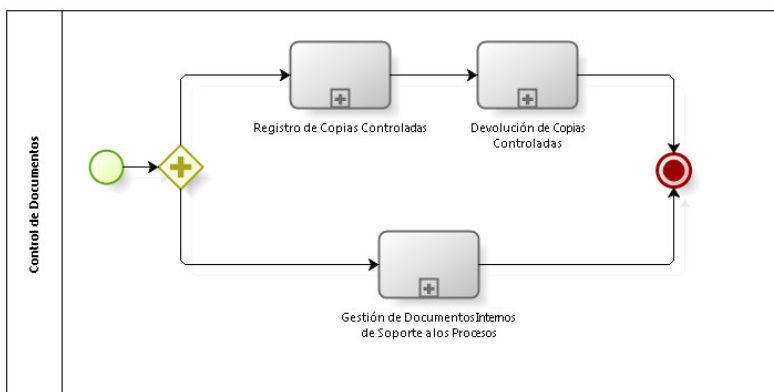 Control de Documentos
Registro de Copias Controladas
Devolución de Copias
Controladas
Gestión de Documentos Internos
de Soporte a los Procesos